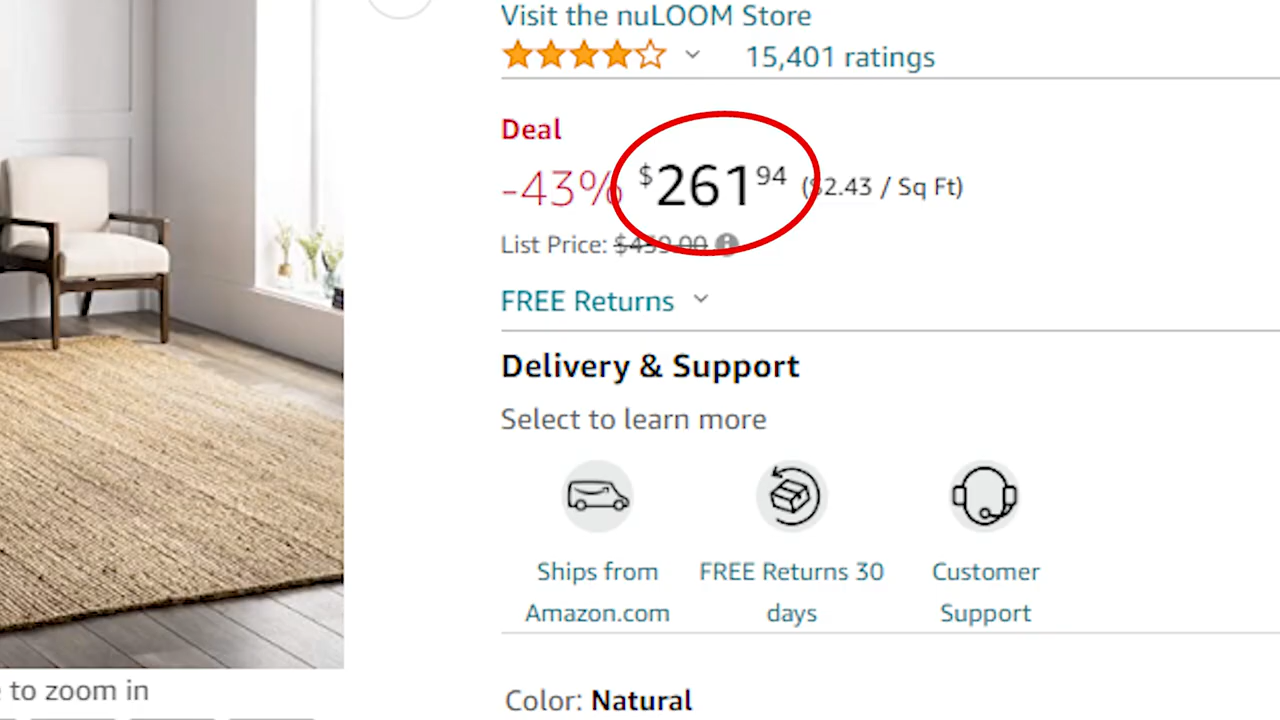 Visit the nuLOOM Store
15,401 ratings
Deal
-43% $261 94 ($2.43 / Sq Ft)
List Price: $459.00
FREE Returns
Delivery & Support
Select to learn more
Ships from Amazon.com
FREE Returns 30 days
Customer Support
to zoom in
Color: Natural